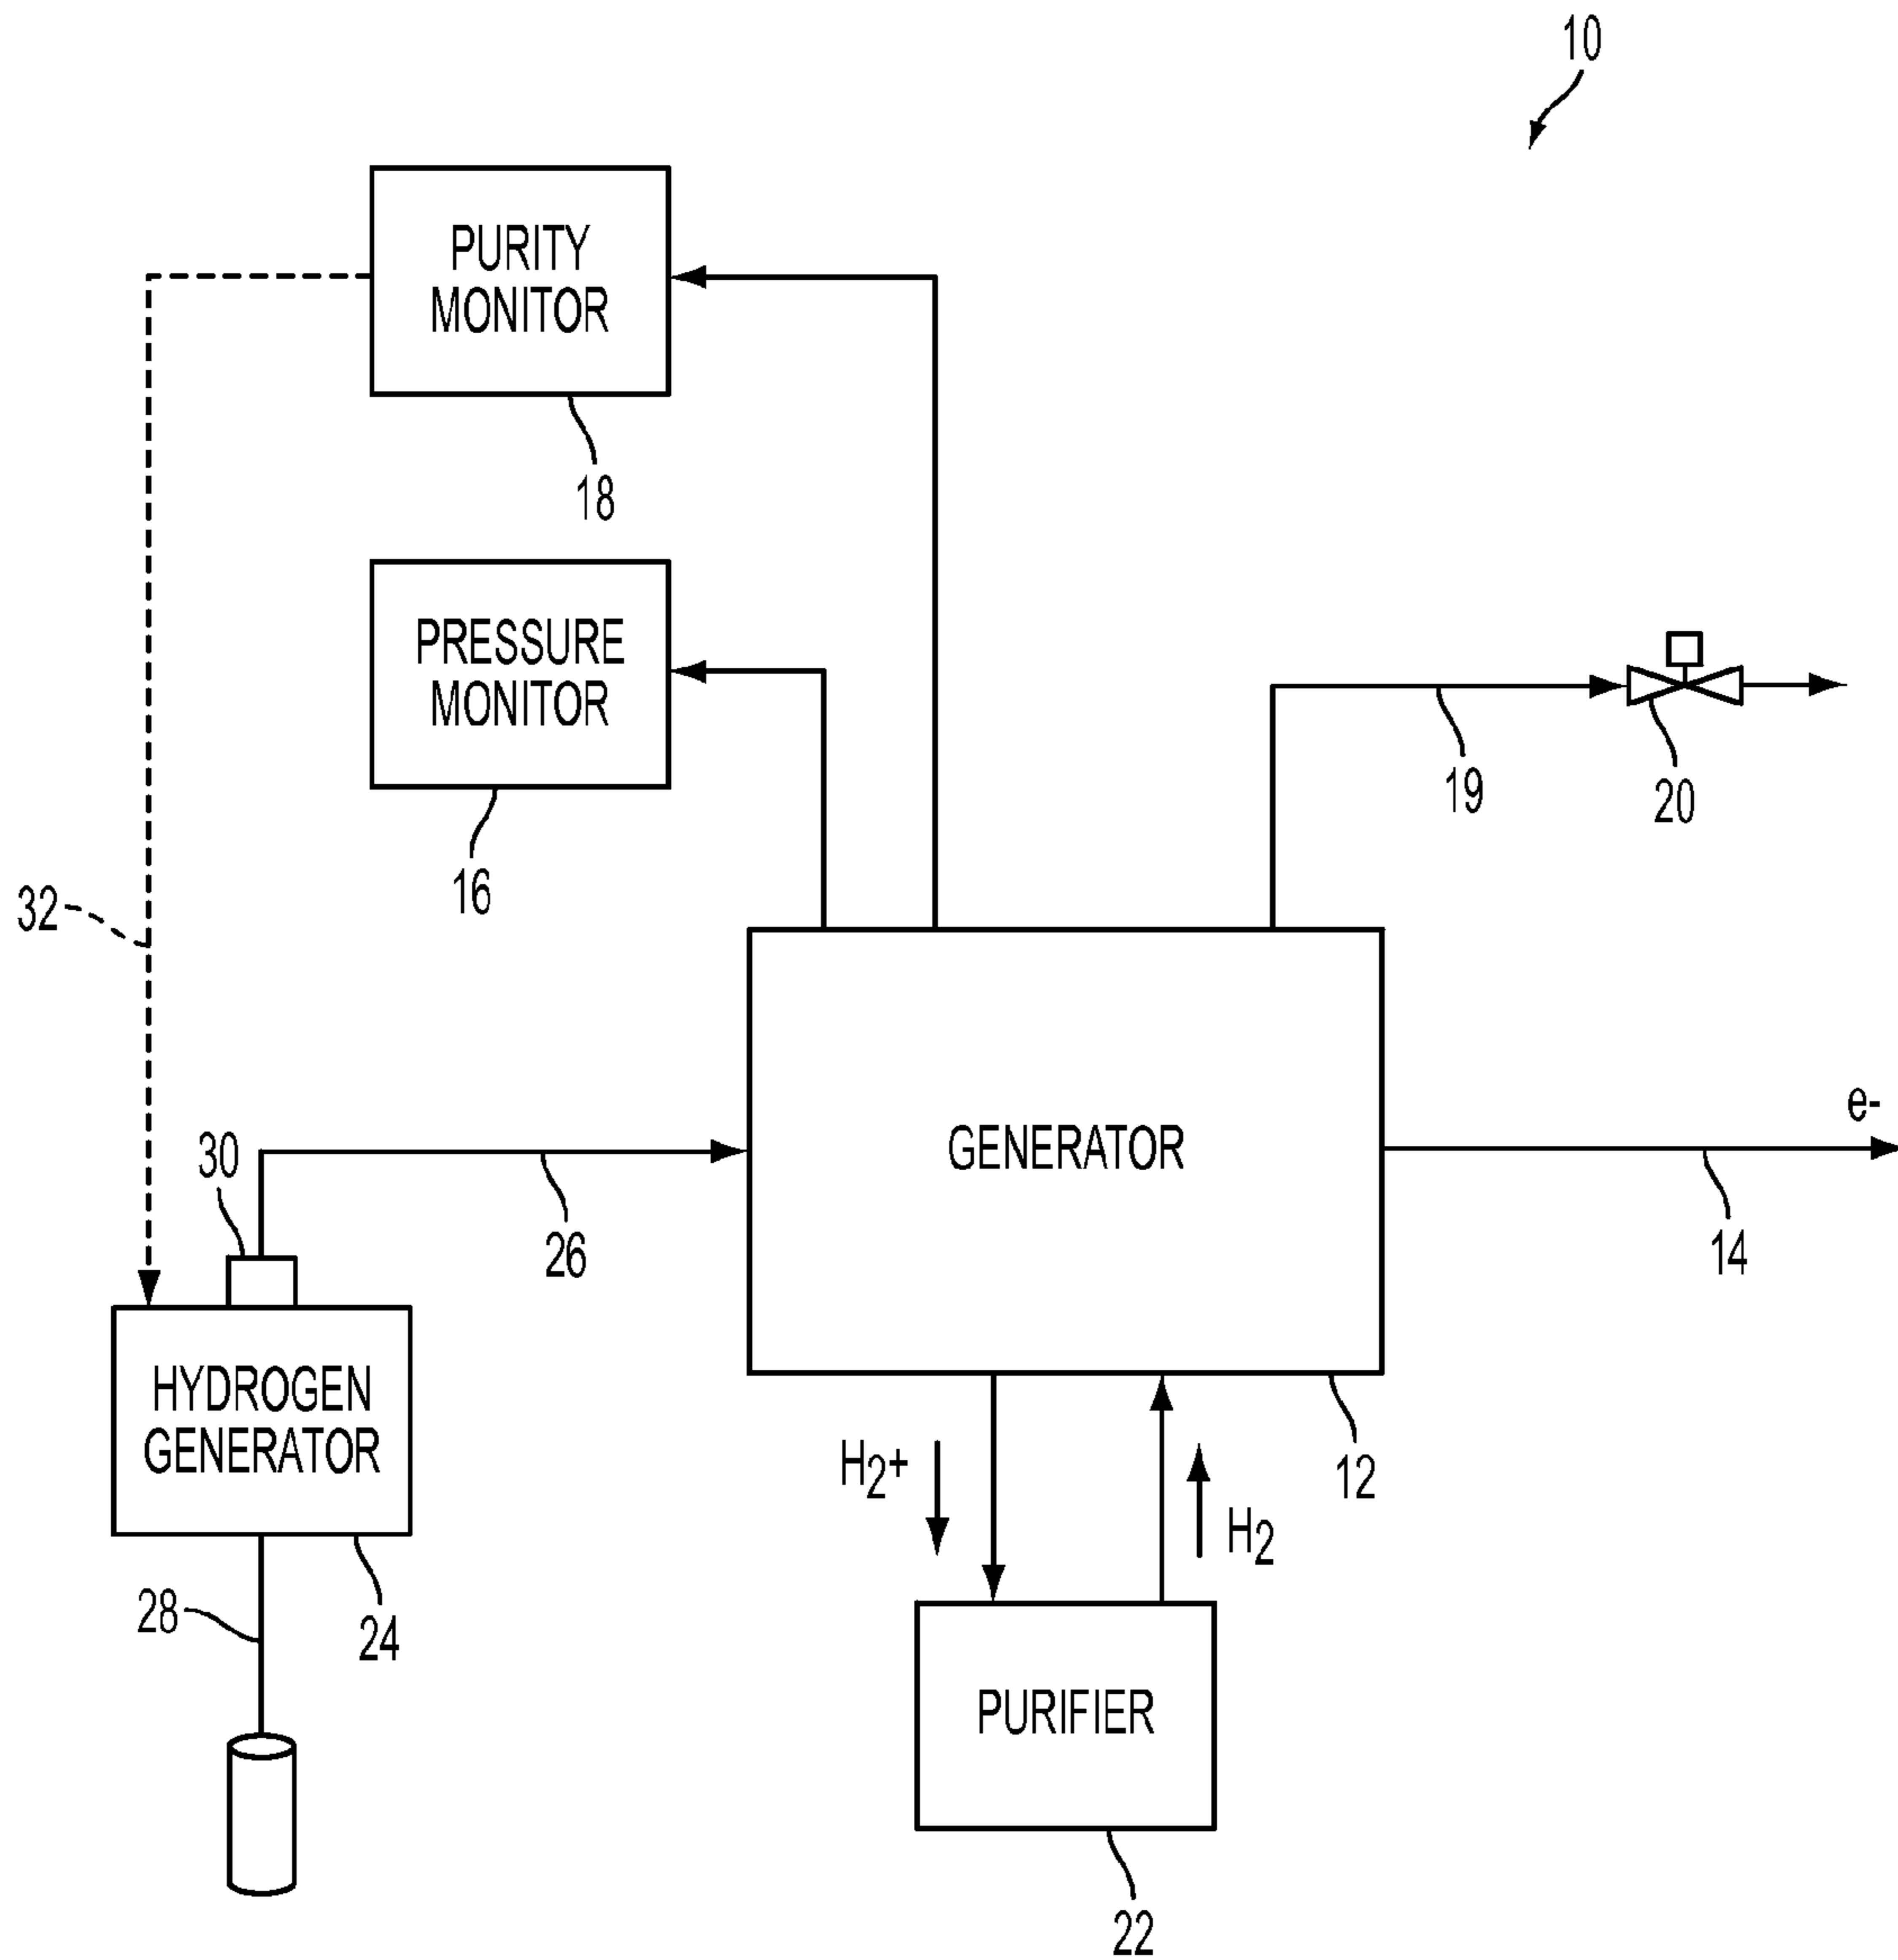 10
PURITY
MONITOR
18
PRESSURE
MONITOR
16
19
20
32
30
26
GENERATOR
e-
14
HYDROGEN
GENERATOR
H2+
H2
12
28
24
PURIFIER
22